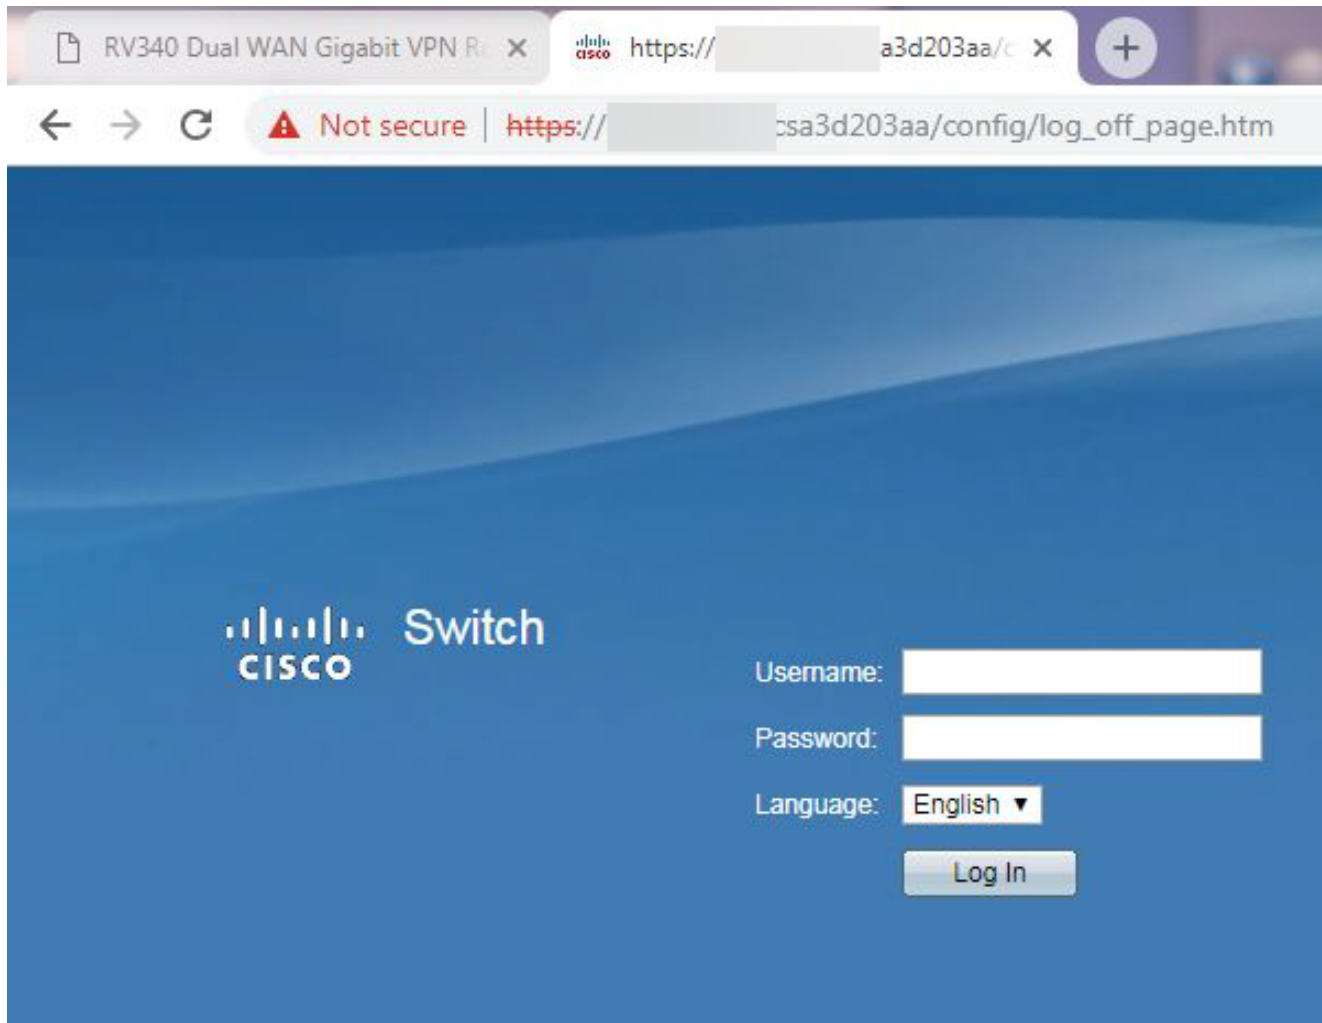 RV340 Dual WAN Gigabit VPN R
cisco https:// a3d203aa/c
Not secure | https:// csa3d203aa/config/log_off_page.htm
CISCO Switch
Username:
Password:
Language: English
Log In